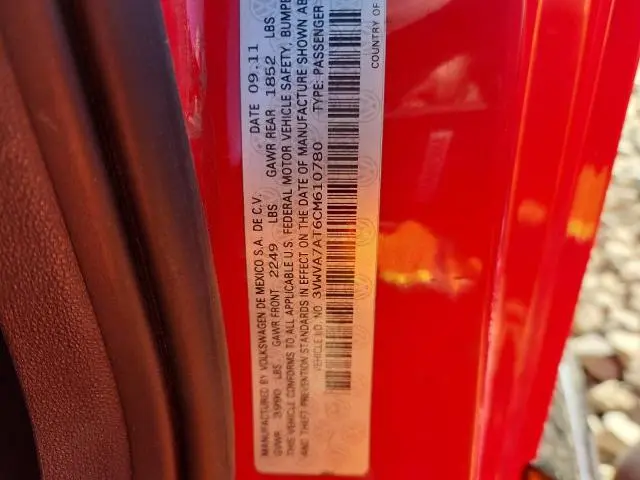 MANUFACTURED BY VOLKSWAGEN DE MEXICO S.A. DE C.V. DATE 09.11
GVWR 3990 LBS GAWR FRONT 2249 LBS GAWR REAR 1852 LBS
THIS VEHICLE CONFORMS TO ALL APPLICABLE U.S. FEDERAL MOTOR VEHICLE SAFETY, BUMPE
AND THEFT PREVENTION STANDARDS IN EFFECT ON THE DATE OF MANUFACTURE SHOWN AB
VEHICLE ID. NO. 3VWVA7AT6CM610780 TYPE: PASSENGER
COUNTRY OF